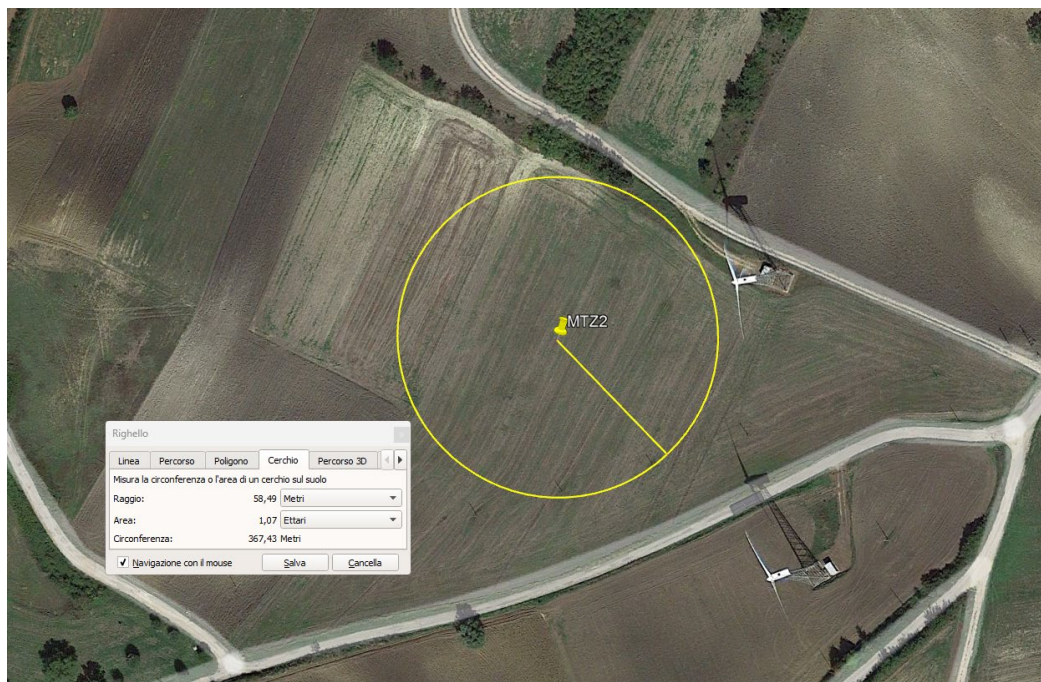 MTZ2
Righello
Linea Percorso Poligono Cerchio Percorso 3D
Misura la circonferenza o l'area di un cerchio sul suolo
Raggio: 58,49 Metri
Area: 1,07 Ettari
Circonferenza: 367,43 Metri
Navigazione con il mouse Salva Cancella